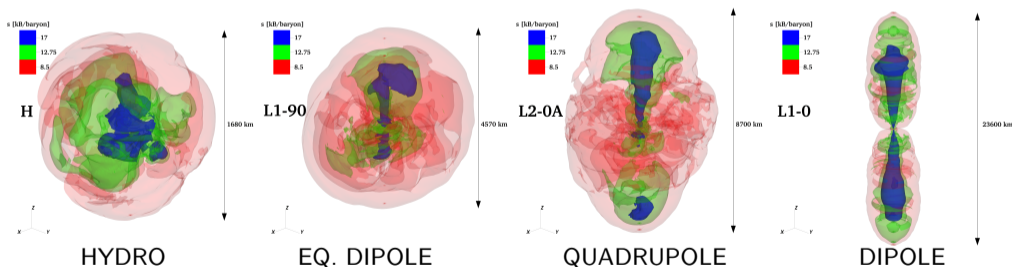 s [kB/baryon]
17
12.75
8.5
H
1680 km
Z
X
Y
HYDRO
s [kB/baryon]
17
12.75
8.5
L1-90
4570 km
Z
X
Y
EQ. DIPOLE
s [kB/baryon]
17
12.75
8.5
L2-0A
8700 km
Z
X
Y
QUADRUPOLE
s [kB/baryon]
17
12.75
8.5
L1-0
23600 km
Z
X
Y
DIPOLE